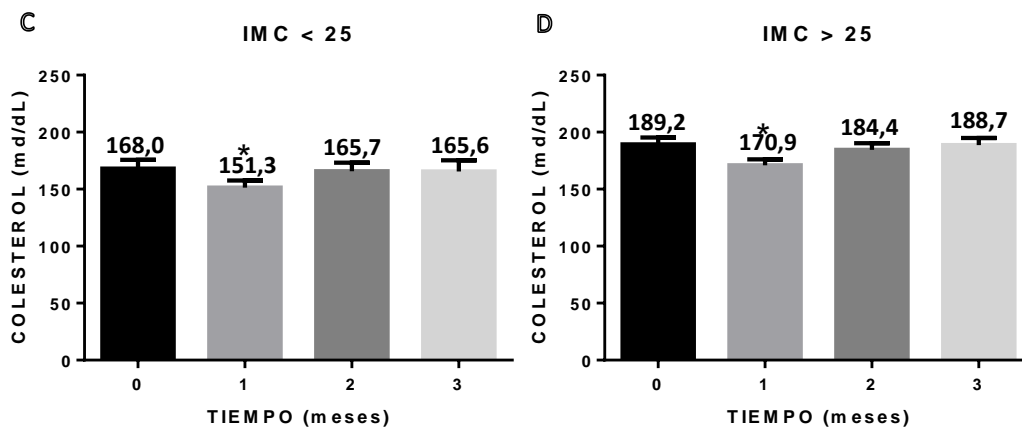 C
IMC < 25
COLESTEROL (md/dL)
250
200
150
100
50
0
168,0
*
151,3
165,7
165,6
0 1 2 3
TIEMPO (meses)
D
IMC > 25
COLESTEROL (md/dL)
250
200
150
100
50
0
189,2
*
170,9
184,4
188,7
0 1 2 3
TIEMPO (meses)